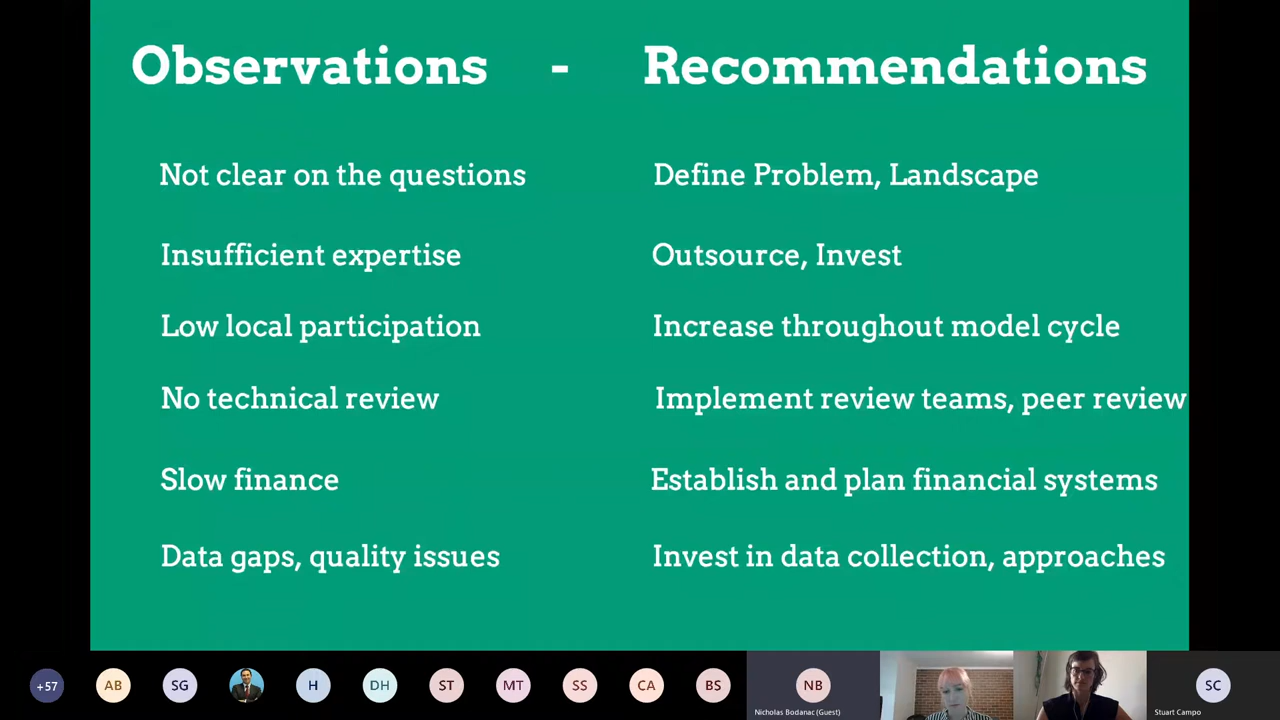 Observations - Recommendations
Not clear on the questions Define Problem, Landscape
Insufficient expertise Outsource, Invest
Low local participation Increase throughout model cycle
No technical review Implement review teams, peer review
Slow finance Establish and plan financial systems
Data gaps, quality issues Invest in data collection, approaches
+57 AB SG H DH ST MT SS CA BS NB SC
Nicholas Bodanac (Guest) Stuart Campo